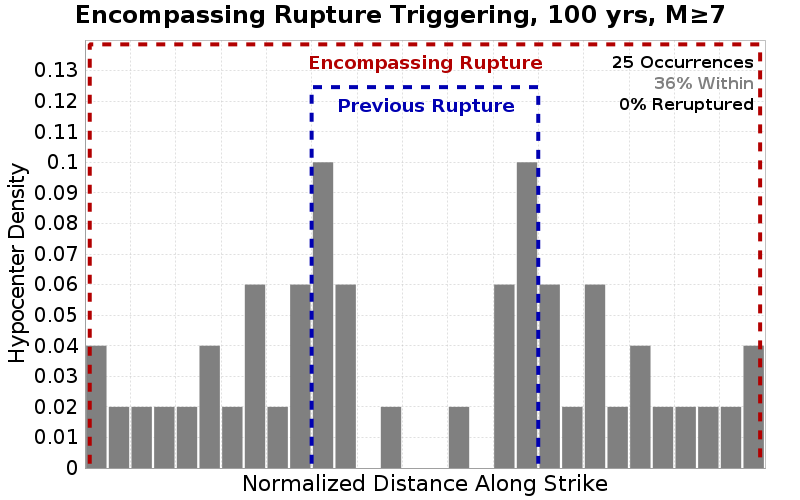 Encompassing Rupture Triggering, 100 yrs, M≥7
Encompassing Rupture
25 Occurrences
36% Within
0% Reruptured
Previous Rupture
Hypocenter Density
0.13
0.12
0.11
0.1
0.09
0.08
0.07
0.06
0.05
0.04
0.03
0.02
0.01
0
Normalized Distance Along Strike